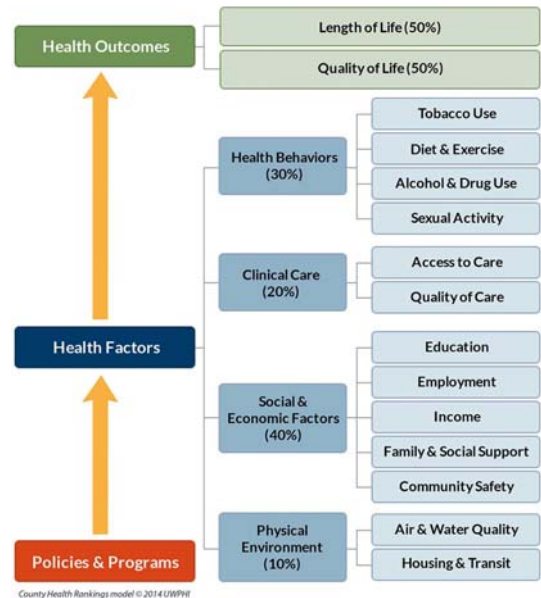 Health Outcomes
Length of Life (50%)
Quality of Life (50%)
Health Behaviors
(30%)
Tobacco Use
Diet & Exercise
Alcohol & Drug Use
Sexual Activity
Clinical Care
(20%)
Access to Care
Quality of Care
Health Factors
Social &
Economic Factors
(40%)
Education
Employment
Income
Family & Social Support
Community Safety
Physical
Environment
(10%)
Air & Water Quality
Housing & Transit
Policies & Programs
County Health Rankings model © 2014 UWPHI